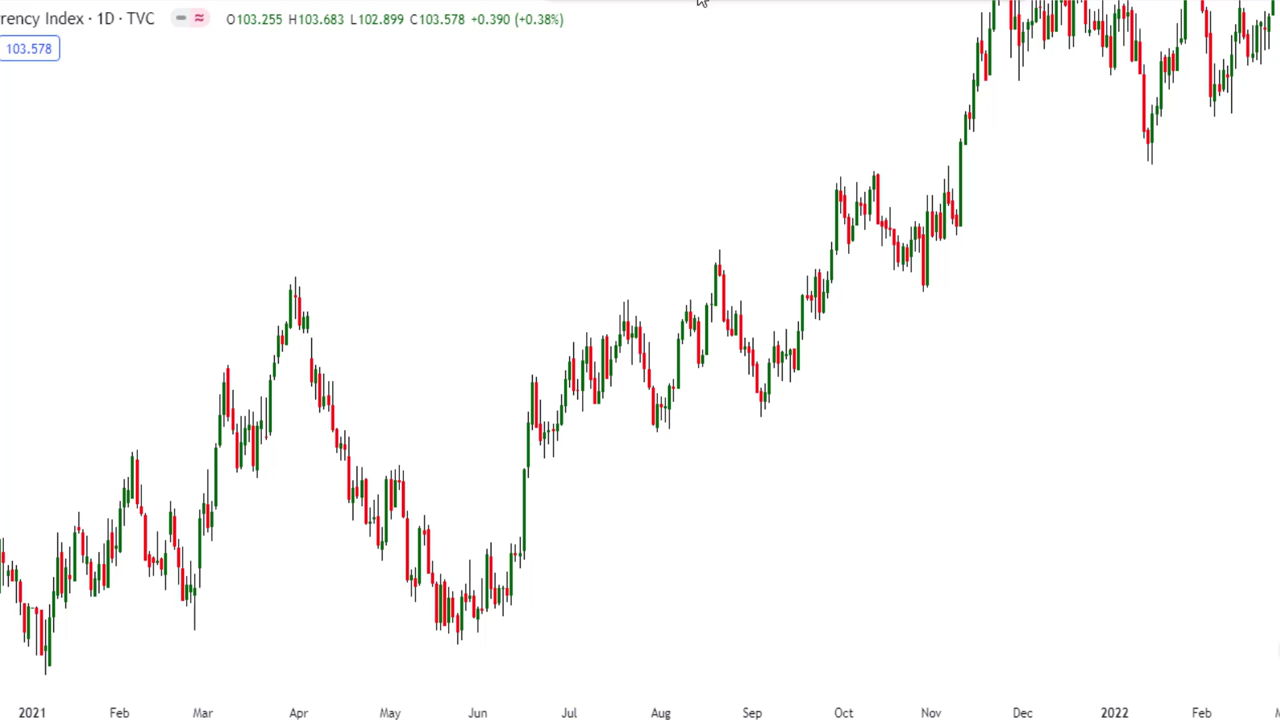 rency Index · 1D · TVC O103.255 H103.683 L102.899 C103.578 +0.390 (+0.38%)
103.578
2021 Feb Mar Apr May Jun Jul Aug Sep Oct Nov Dec 2022 Feb